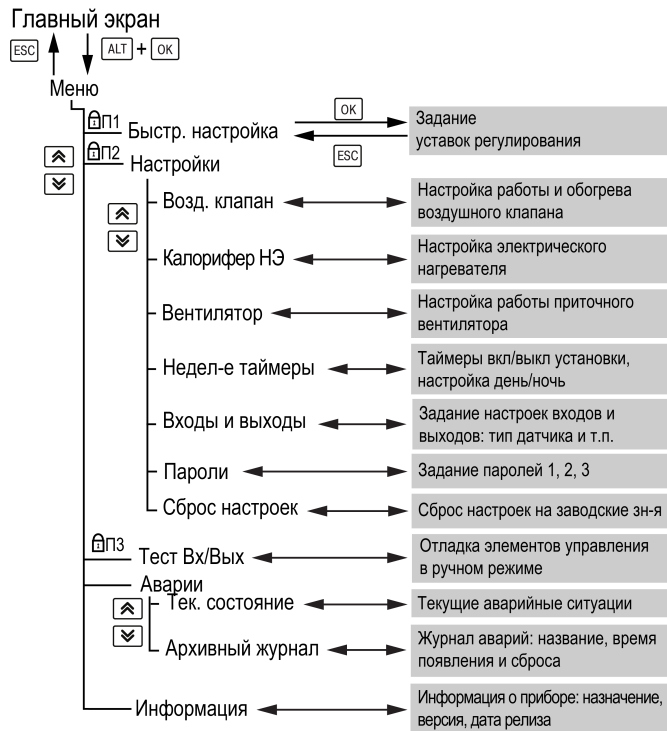 Главный экран
ESC ALT + OK
Меню
П1 Быстр. настройка OK ESC Задание
уставок регулирования
П2 Настройки
Возд. клапан Настройка работы и обогрева
воздушного клапана
Калорифер НЭ Настройка электрического
нагревателя
Вентилятор Настройка работы приточного
вентилятора
Недел-е таймеры Таймеры вкл/выкл установки,
настройка день/ночь
Входы и выходы Задание настроек входов и
выходов: тип датчика и т.п.
Пароли Задание паролей 1, 2, 3
Сброс настроек Сброс настроек на заводские зн-я
П3 Тест Вх/Вых Отладка элементов управления
в ручном режиме
Аварии
Тек. состояние Текущие аварийные ситуации
Архивный журнал Журнал аварий: название, время
появления и сброса
Информация Информация о приборе: назначение,
версия, дата релиза